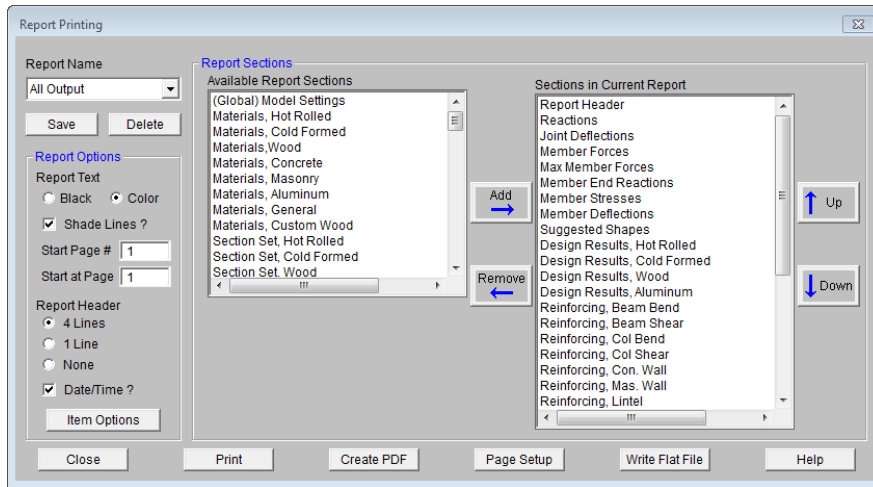 Report Printing
Report Name
All Output
Save
Delete
Report Options
Report Text
Black
Color
Shade Lines ?
Start Page # 1
Start at Page 1
Report Header
4 Lines
1 Line
None
Date/Time ?
Item Options
Report Sections
Available Report Sections
(Global) Model Settings
Materials, Hot Rolled
Materials, Cold Formed
Materials,Wood
Materials, Concrete
Materials, Masonry
Materials, Aluminum
Materials, General
Materials, Custom Wood
Section Set, Hot Rolled
Section Set, Cold Formed
Section Set. Wood
Add
Remove
Sections in Current Report
Report Header
Reactions
Joint Deflections
Member Forces
Max Member Forces
Member End Reactions
Member Stresses
Member Deflections
Suggested Shapes
Design Results, Hot Rolled
Design Results, Cold Formed
Design Results, Wood
Design Results, Aluminum
Reinforcing, Beam Bend
Reinforcing, Beam Shear
Reinforcing, Col Bend
Reinforcing, Col Shear
Reinforcing, Con. Wall
Reinforcing, Mas. Wall
Reinforcing, Lintel
Up
Down
Close
Print
Create PDF
Page Setup
Write Flat File
Help